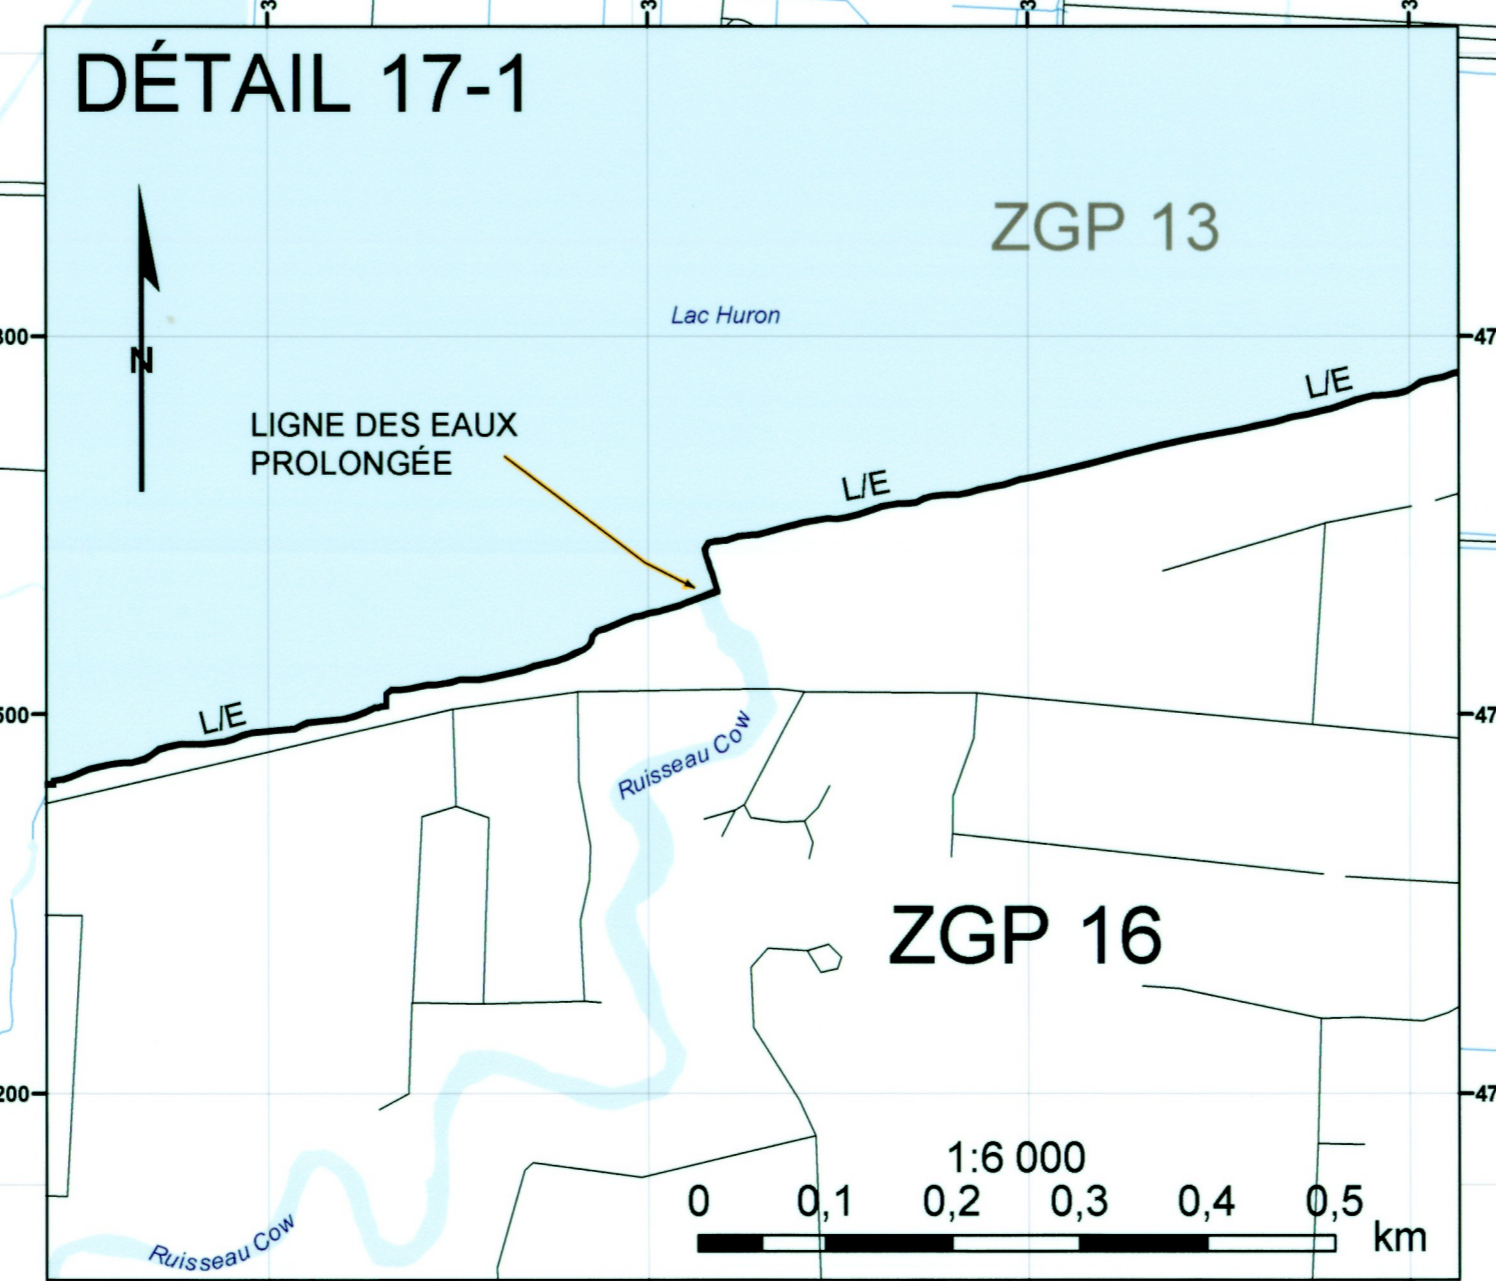 DÉTAIL 17-1
ZGP 13
Lac Huron
N
LIGNE DES EAUX
PROLONGÉE
L/E
L/E
L/E
Ruisseau Cow
ZGP 16
1:6 000
0 0,1 0,2 0,3 0,4 0,5
km
Ruisseau Cow